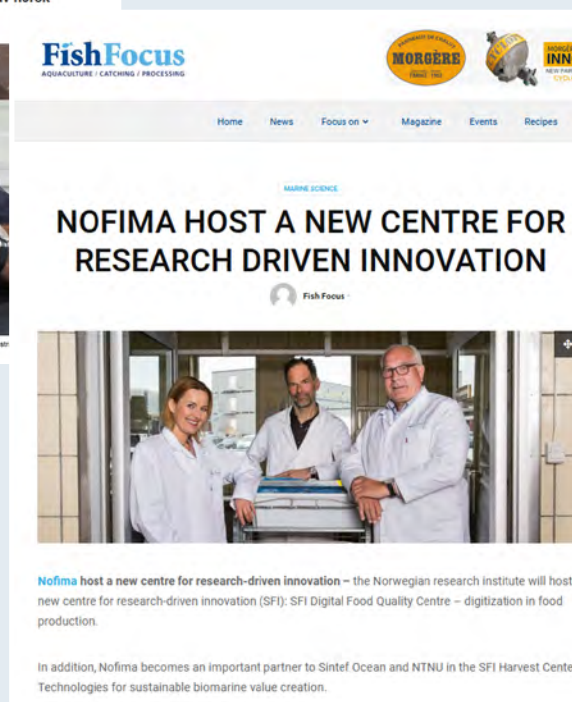 FishFocus
AQUACULTURE / CATCHING / PROCESSING
MORGÈRE
Home News Focus on Magazine Events Recipes
MARINE SCIENCE
NOFIMA HOST A NEW CENTRE FOR
RESEARCH DRIVEN INNOVATION
Fish Focus
Nofima host a new centre for research-driven innovation – the Norwegian research institute will host
new centre for research-driven innovation (SFI): SFI Digital Food Quality Centre – digitization in food
production.
In addition, Nofima becomes an important partner to Sintef Ocean and NTNU in the SFI Harvest Cente
Technologies for sustainable biomarine value creation.